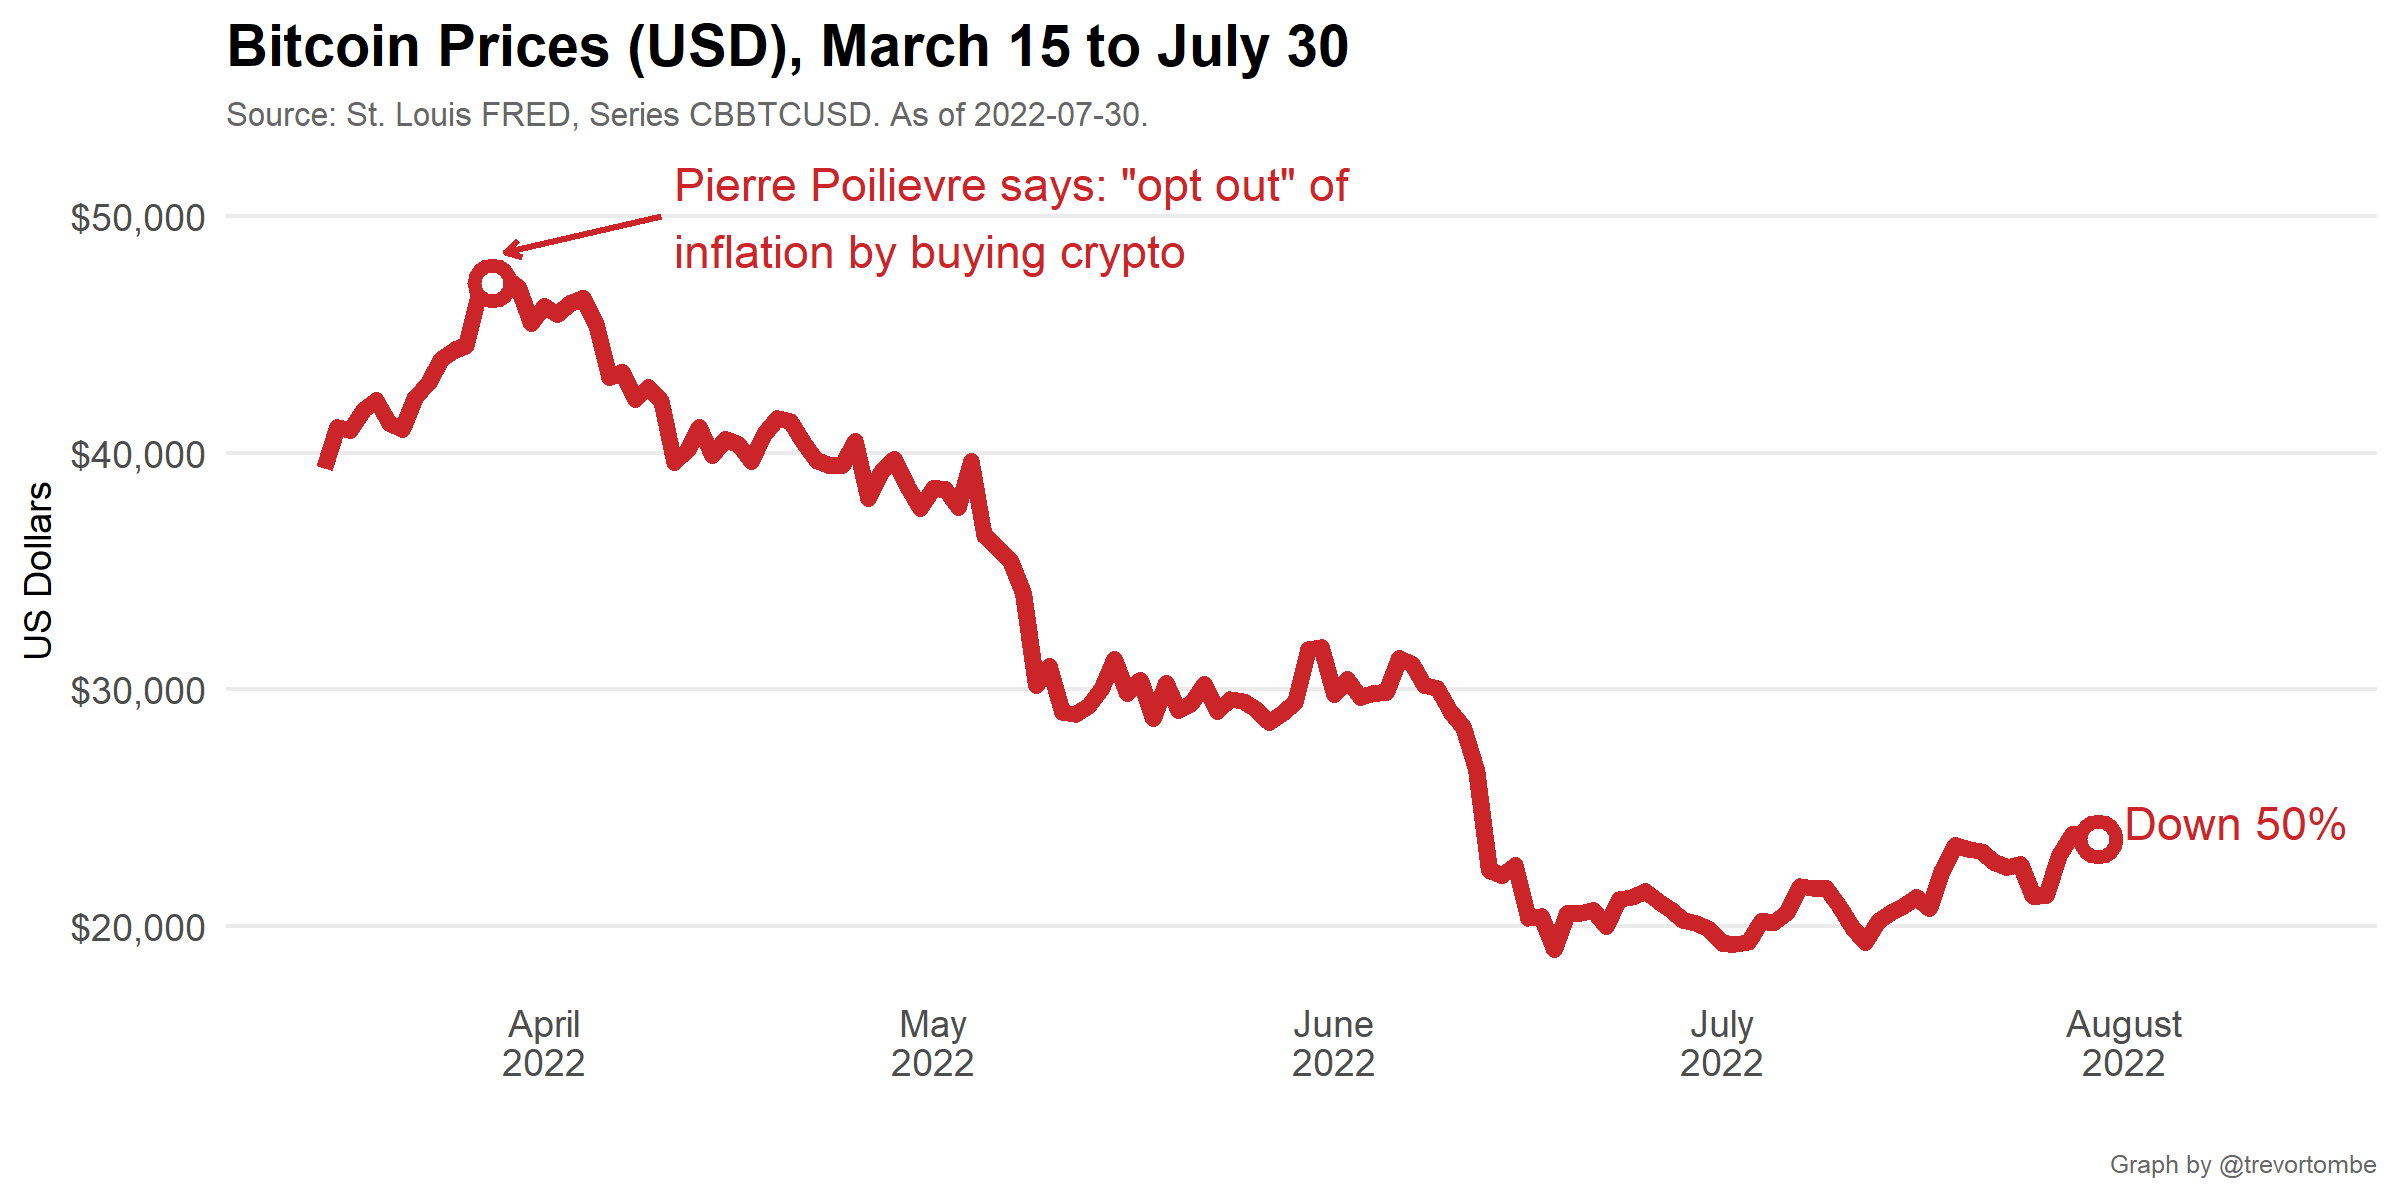 Bitcoin Prices (USD), March 15 to July 30
Source: St. Louis FRED, Series CBBTCUSD. As of 2022-07-30.
Pierre Poilievre says: "opt out" of
inflation by buying crypto
$50,000
$40,000
$30,000
$20,000
US Dollars
Down 50%
April
2022
May
2022
June
2022
July
2022
August
2022
Graph by @trevortombe